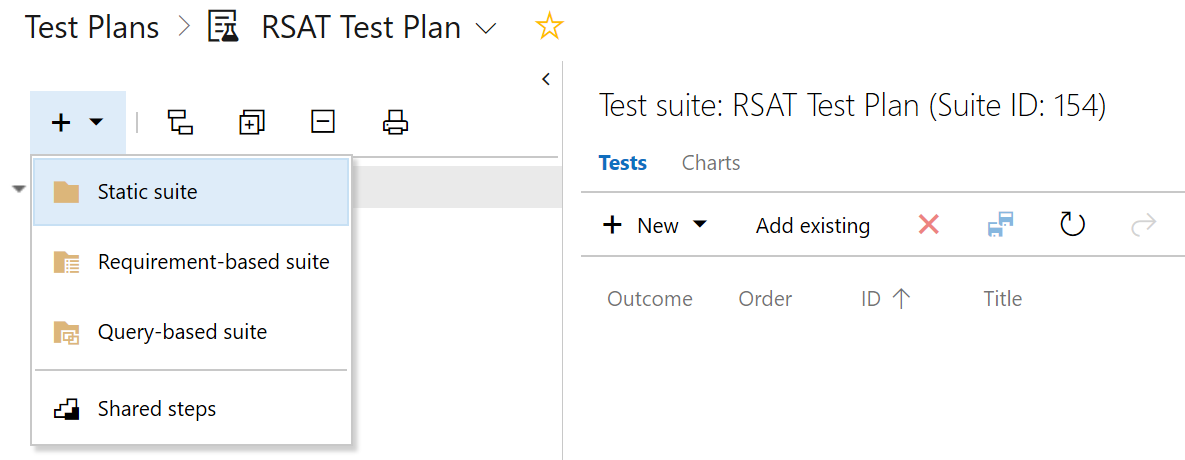 Test Plans > RSAT Test Plan
Static suite
Requirement-based suite
Query-based suite
Shared steps
Test suite: RSAT Test Plan (Suite ID: 154)
Tests Charts
New Add existing
Outcome Order ID Title